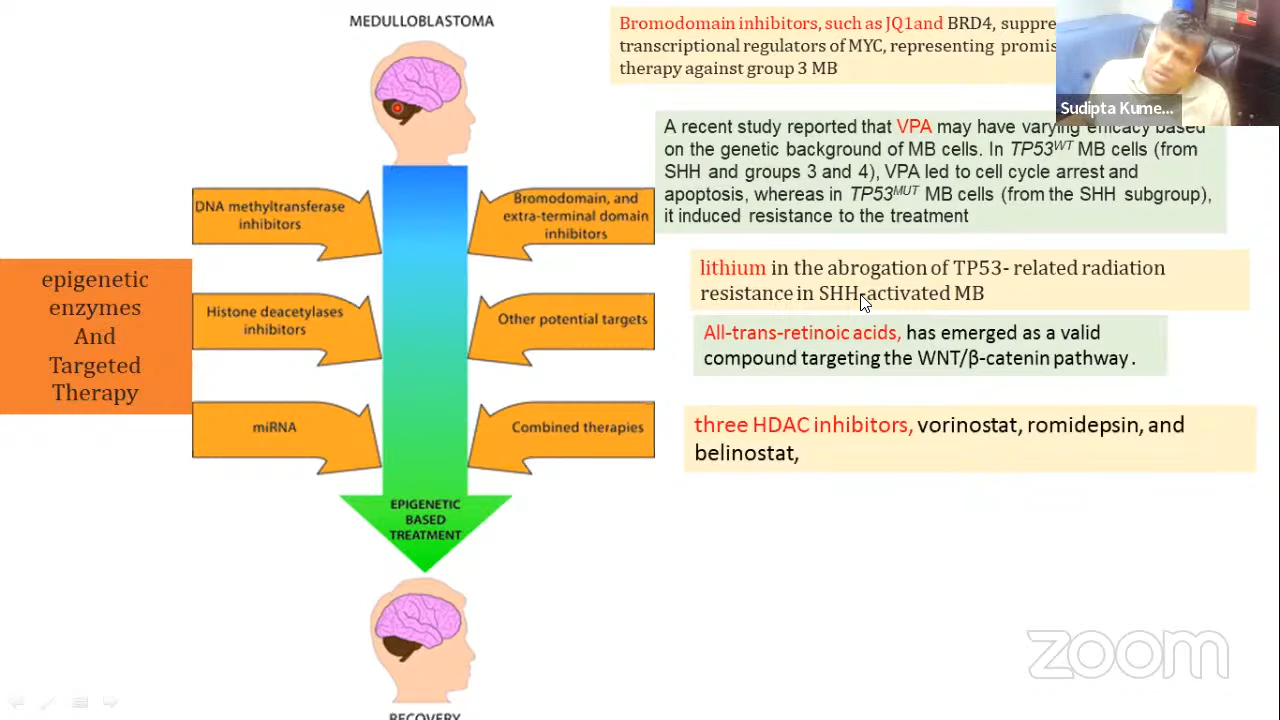 MEDULLOBLASTOMA
DNA methyltransferase
inhibitors
Bromodomain, and
extra-terminal domain
inhibitors
Histone deacetylases
inhibitors
Other potential targets
miRNA
Combined therapies
EPIGENETIC
BASED
TREATMENT
RECOVERY
epigenetic
enzymes
And
Targeted
Therapy
Bromodomain inhibitors, such as JQ1and BRD4, suppre
transcriptional regulators of MYC, representing promis
therapy against group 3 MB
Sudipta Kume...
A recent study reported that VPA may have varying efficacy based
on the genetic background of MB cells. In TP53WT MB cells (from
SHH and groups 3 and 4), VPA led to cell cycle arrest and
apoptosis, whereas in TP53MUT MB cells (from the SHH subgroup),
it induced resistance to the treatment
lithium in the abrogation of TP53- related radiation
resistance in SHH-activated MB
All-trans-retinoic acids, has emerged as a valid
compound targeting the WNT/β-catenin pathway .
three HDAC inhibitors, vorinostat, romidepsin, and
belinostat,
zoom